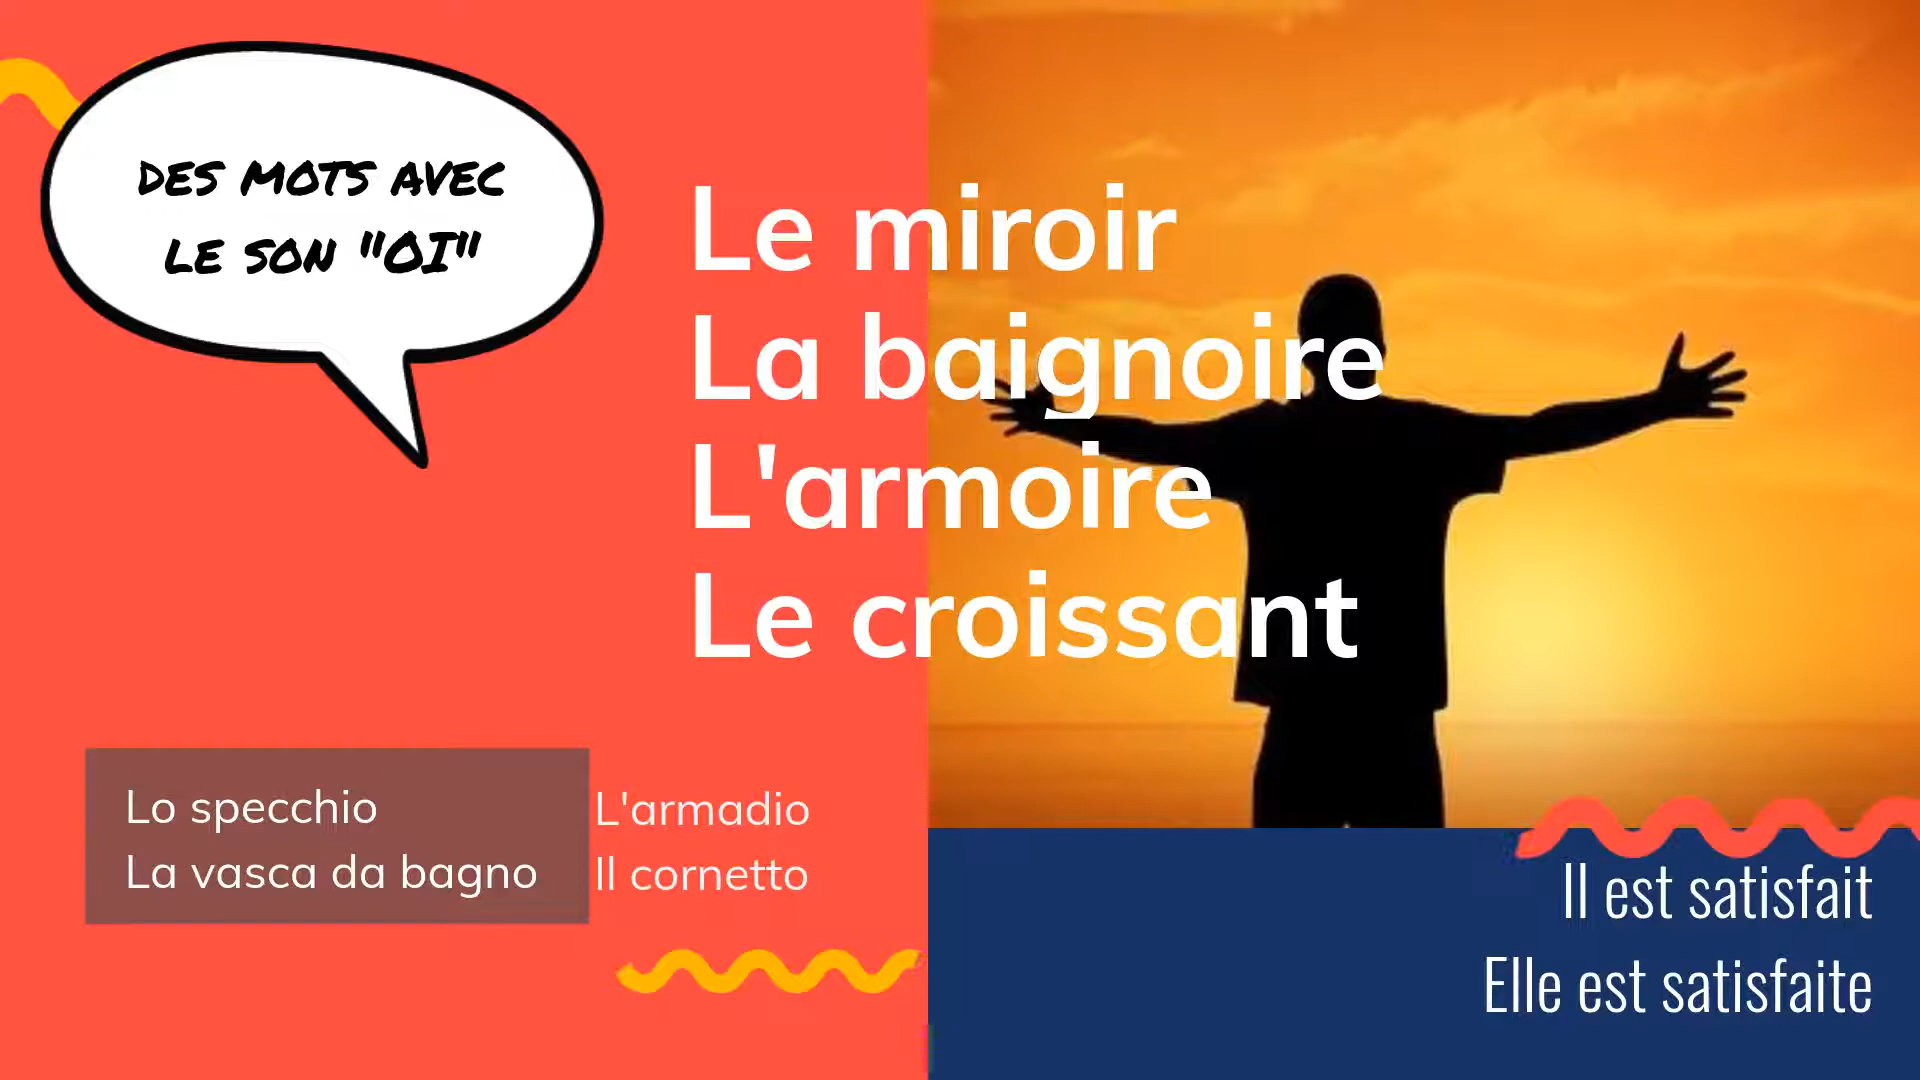 DES MOTS AVEC
LE SON "OI"
Le miroir
La baignoire
L'armoire
Le croissant
Lo specchio
La vasca da bagno
L'armadio
Il cornetto
Il est satisfait
Elle est satisfaite